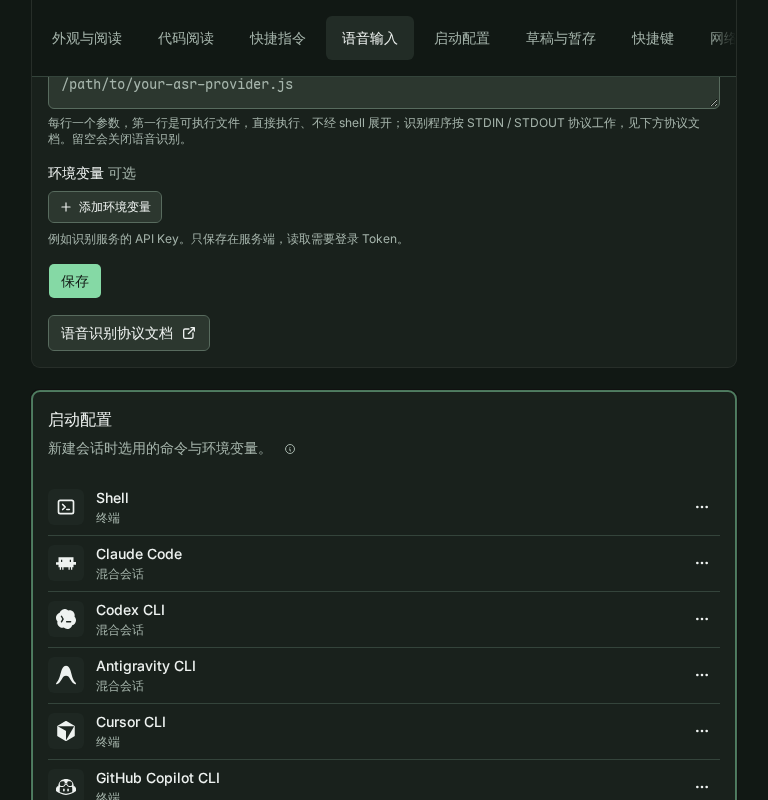 外观与阅读 代码阅读 快捷指令 语音输入 启动配置 草稿与暂存 快捷键 网络
/path/to/your-asr-provider.js
每行一个参数，第一行是可执行文件，直接执行、不经 shell 展开；识别程序按 STDIN / STDOUT 协议工作，见下方协议文
档。留空会关闭语音识别。
环境变量 可选
添加环境变量
例如识别服务的 API Key。只保存在服务端，读取需要登录 Token。
保存
语音识别协议文档
启动配置
新建会话时选用的命令与环境变量。
Shell
终端
Claude Code
混合会话
Codex CLI
混合会话
Antigravity CLI
混合会话
Cursor CLI
终端
GitHub Copilot CLI
终端